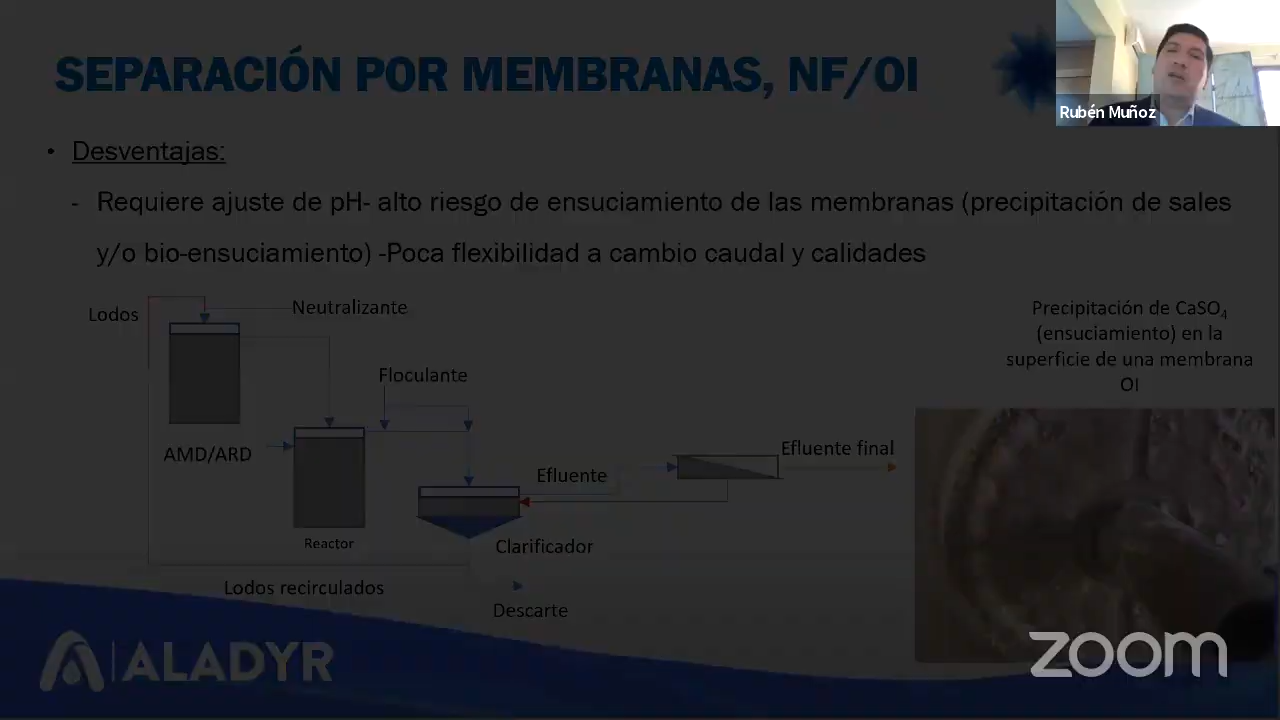 SEPARACIÓN POR MEMBRANAS, NF/OI
Rubén Muñoz
• Desventajas:
- Requiere ajuste de pH- alto riesgo de ensuciamiento de las membranas (precipitación de sales
y/o bio-ensuciamiento) -Poca flexibilidad a cambio caudal y calidades
Lodos
Neutralizante
Floculante
AMD/ARD
Reactor
Efluente
Efluente final
Clarificador
Lodos recirculados
Descarte
Precipitación de CaSO₄
(ensuciamiento) en la
superficie de una membrana
OI
ALADYR
zoom